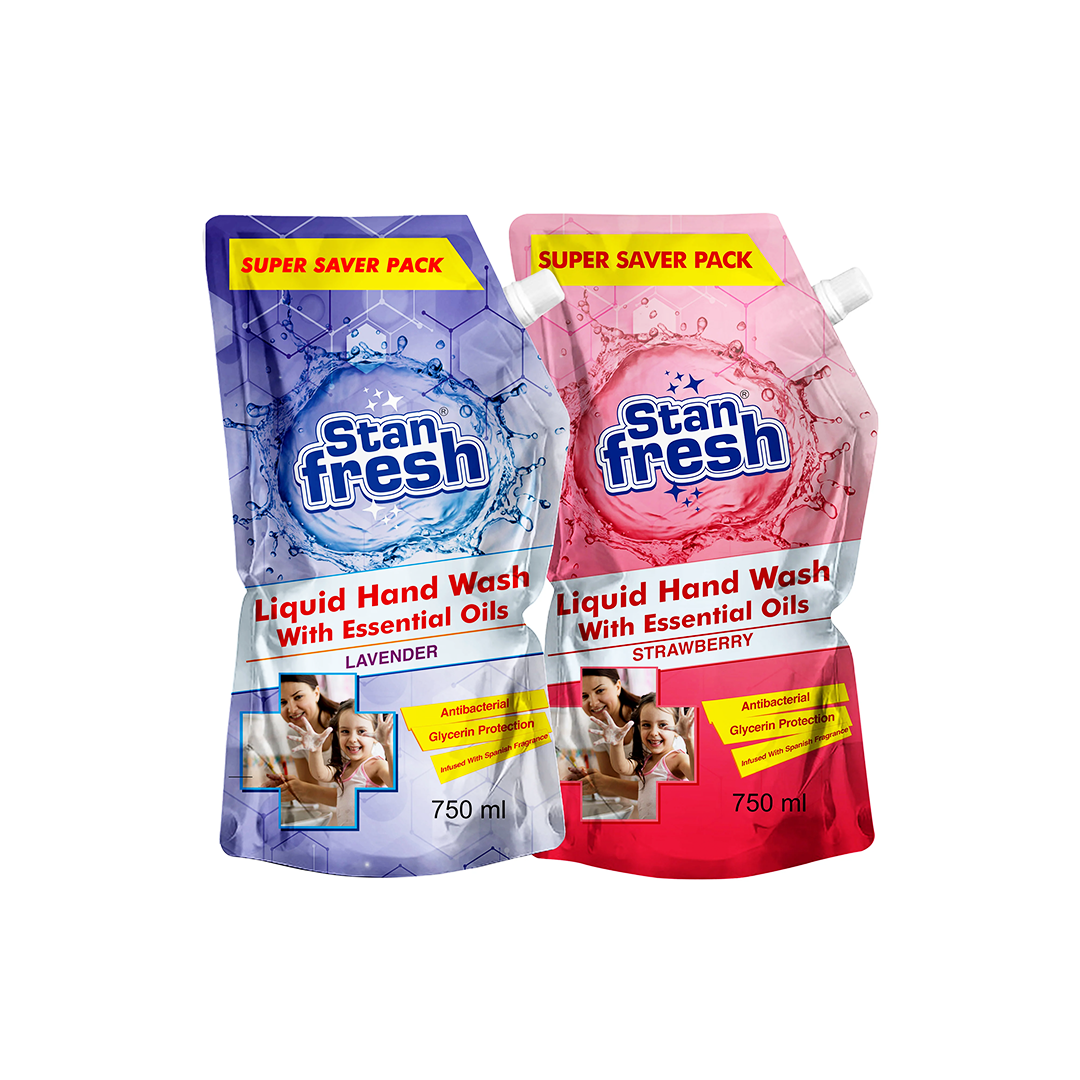 SUPER SAVER PACK
Stan
fresh®
Liquid Hand Wash
With Essential Oils
LAVENDER
Antibacterial
Glycerin Protection
Infused With Spanish Fragrance
750 ml
SUPER SAVER PACK
Stan
fresh®
Liquid Hand Wash
With Essential Oils
STRAWBERRY
Antibacterial
Glycerin Protection
Infused With Spanish Fragrance
750 ml